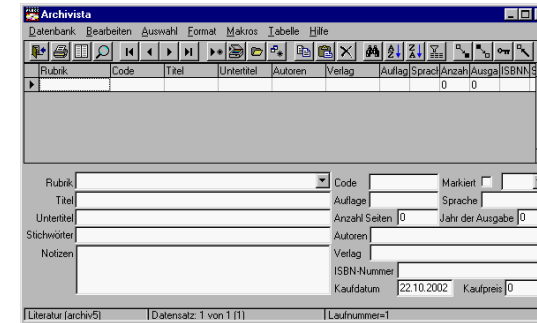 Archivista
Datenbank Bearbeiten Auswahl Format Makros Tabelle Hilfe
Rubrik Code Titel Untertitel Autoren Verlag Auflag Sprach Anzah Ausga ISBNN S
0 0
Rubrik Code Markiert
Titel Auflage Sprache
Untertitel Anzahl Seiten 0 Jahr der Ausgabe 0
Stichwörter Autoren
Notizen Verlag
ISBN-Nummer
Kaufdatum 22.10.2002 Kaufpreis 0
Literatur (archiv5) Datensatz: 1 von 1 (1) Laufnummer=1